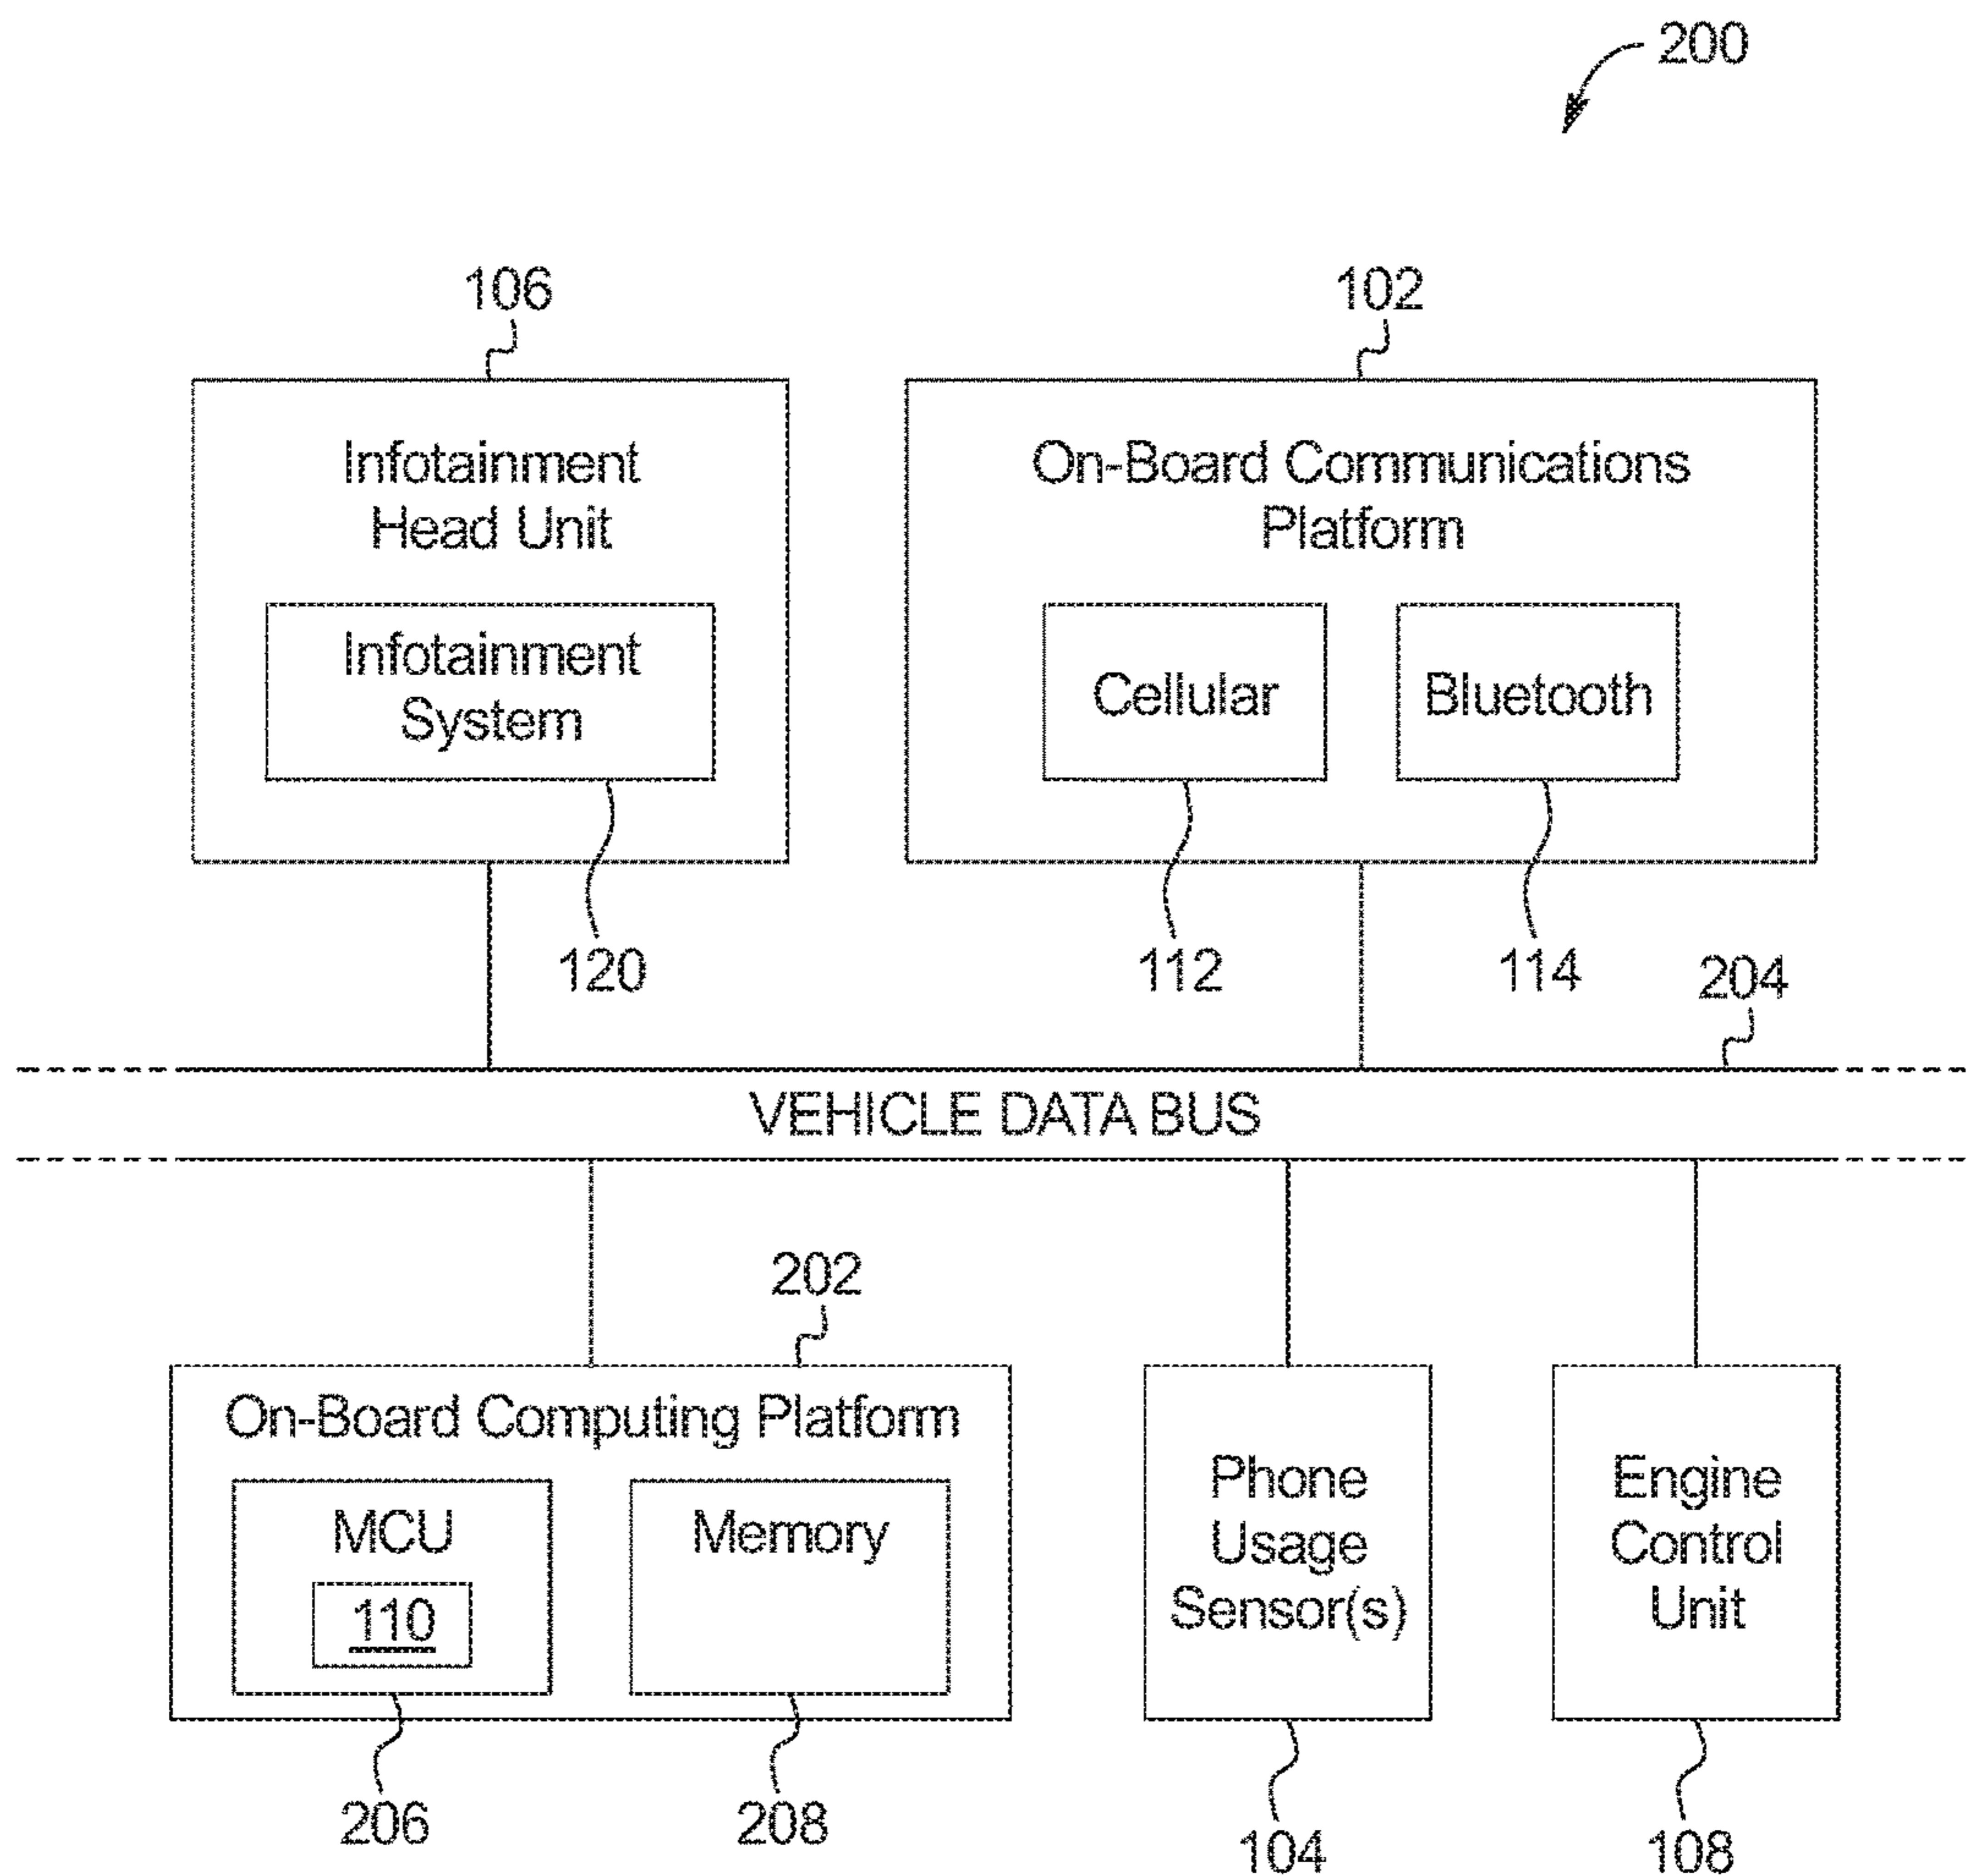 200
106
102
Infotainment
Head Unit
On-Board Communications
Platform
Infotainment
System
Cellular
Bluetooth
120
112
114
204
VEHICLE DATA BUS
202
On-Board Computing Platform
MCU
110
Memory
Phone
Usage
Sensor(s)
Engine
Control
Unit
206
208
104
108